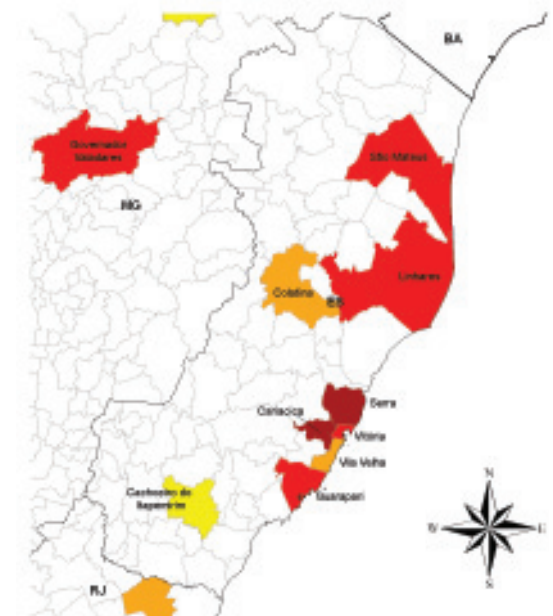 BA
Governador
Valadares
São Mateus
MG
Linhares
Colatina
ES
Cariacica
Serra
Vitória
Vila Velha
Guarapari
Cachoeiro de
Itapemirim
RJ
N
W
E
S